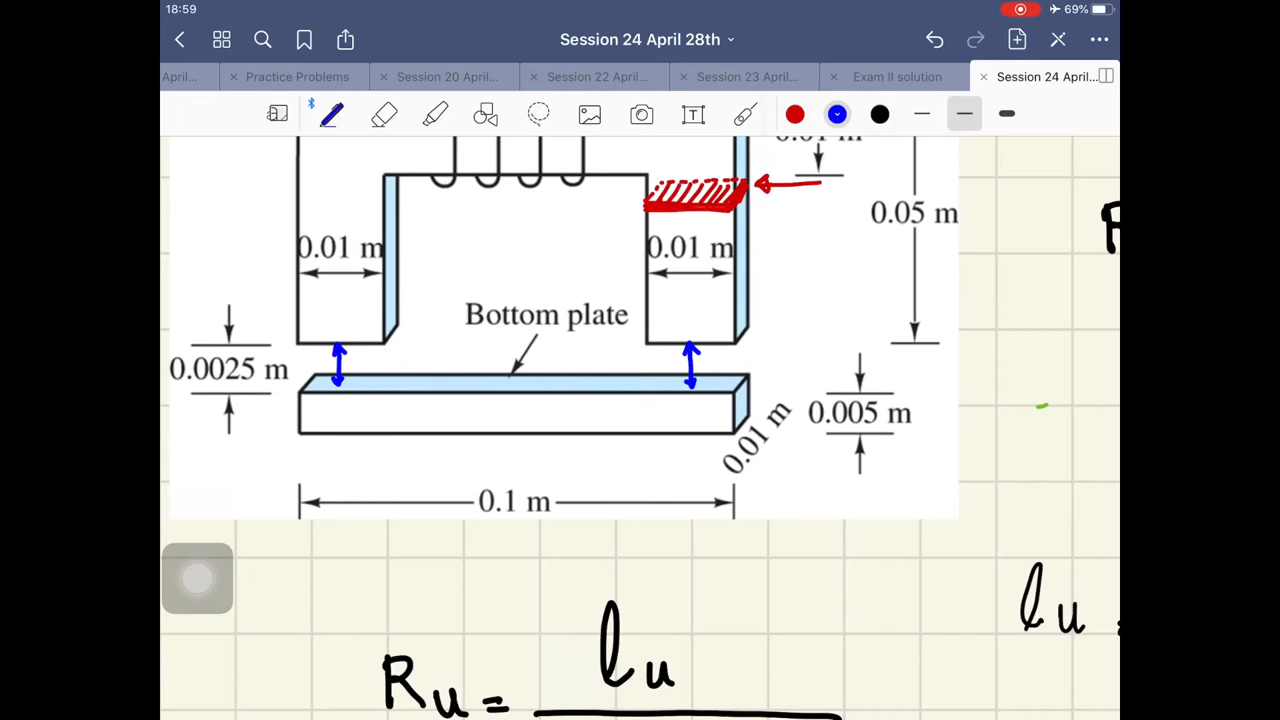 18:59
69%
Session 24 April 28th
April...
Practice Problems
Session 20 April...
Session 22 April...
Session 23 April...
Exam II solution
Session 24 April...
T
0.01 m
0.05 m
0.01 m
0.01 m
Bottom plate
0.0025 m
0.005 m
0.01 m
0.1 m
R
lu =
lu
Ru =